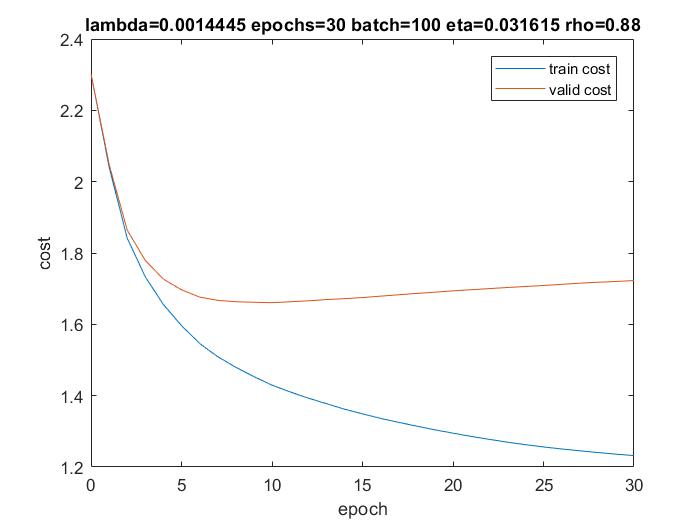 lambda=0.0014445 epochs=30 batch=100 eta=0.031615 rho=0.88
2.4
train cost
valid cost
2.2
2
1.8
cost
1.6
1.4
1.2
0 5 10 15 20 25 30
epoch